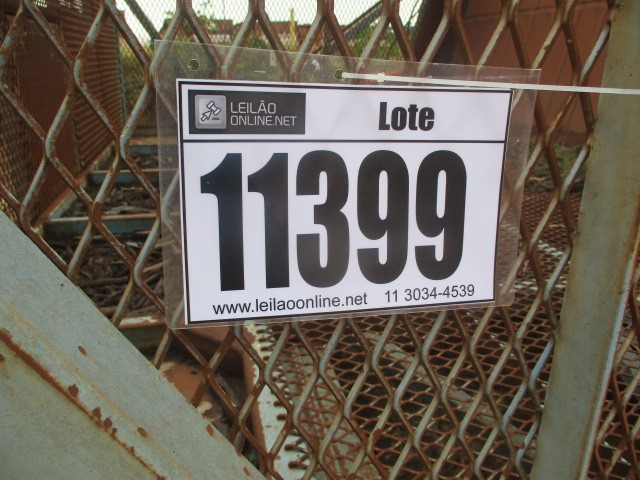 LEILÃO
ONLINE.NET
Lote
11399
www.leilaoonline.net 11 3034-4539